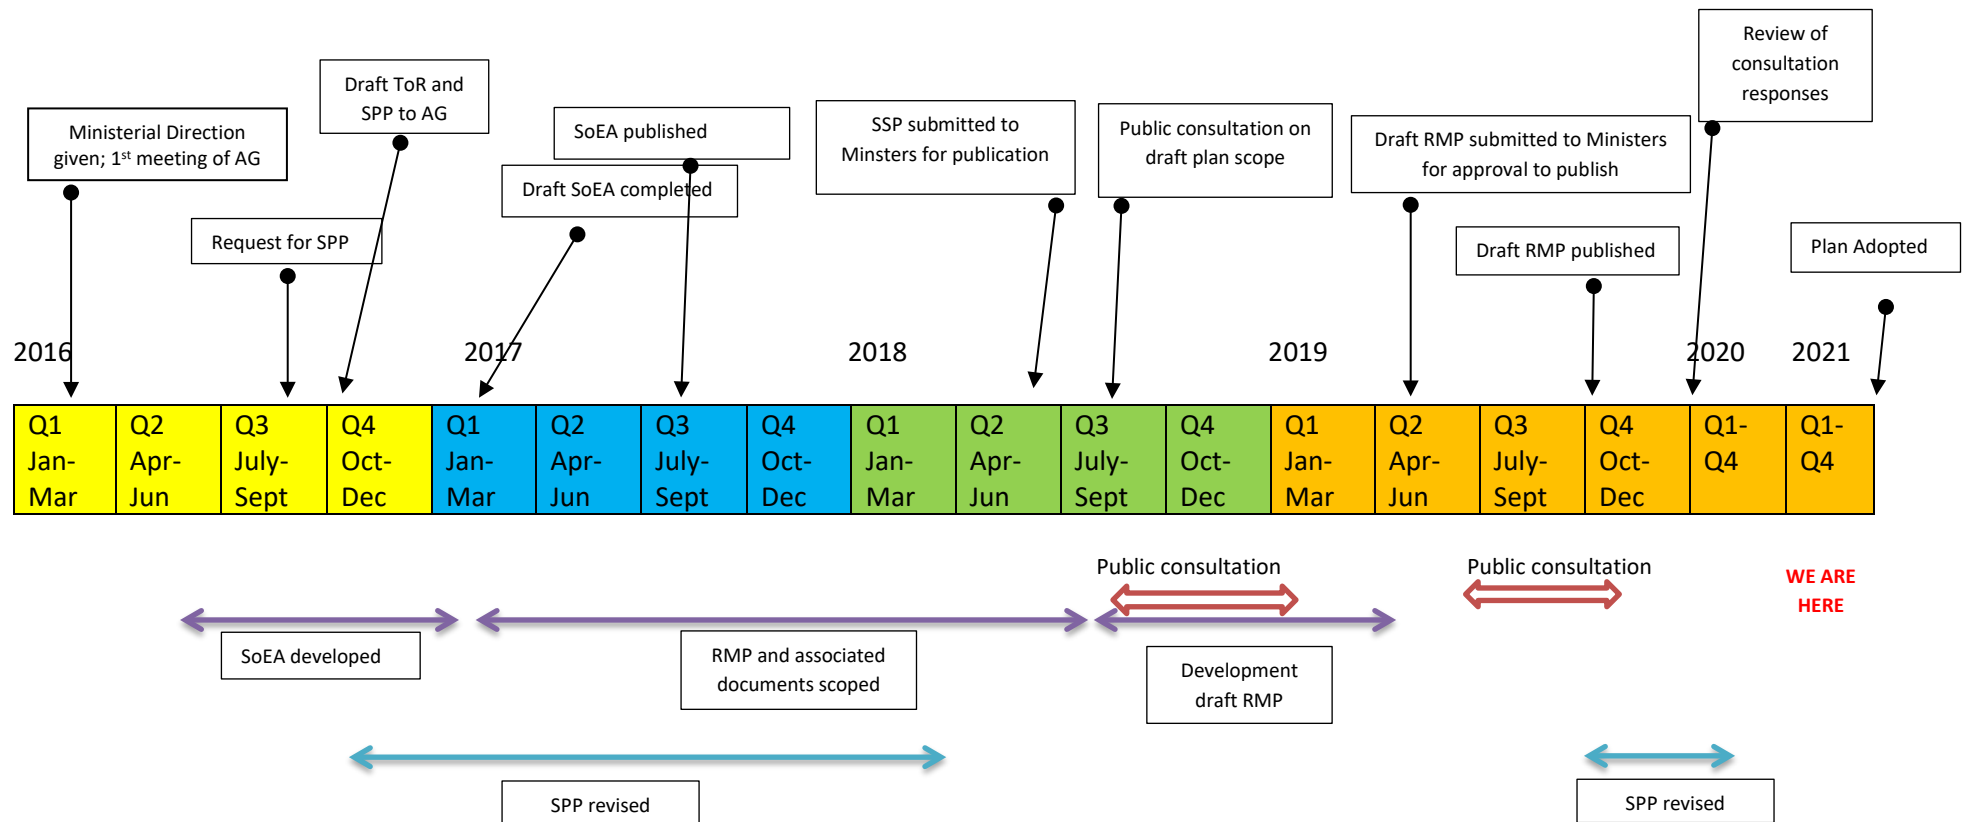 Review of
consultation
responses
Draft ToR and
SPP to AG
Ministerial Direction
given; 1st meeting of AG
SoEA published
SSP submitted to
Minsters for publication
Public consultation on
draft plan scope
Draft RMP submitted to Ministers
for approval to publish
Draft SoEA completed
Request for SPP
Draft RMP published
Plan Adopted
2016
2017
2018
2019
2020
2021
Q1
Jan-
Mar
Q2
Apr-
Jun
Q3
July-
Sept
Q4
Oct-
Dec
Q1
Jan-
Mar
Q2
Apr-
Jun
Q3
July-
Sept
Q4
Oct-
Dec
Q1
Jan-
Mar
Q2
Apr-
Jun
Q3
July-
Sept
Q4
Oct-
Dec
Q1
Jan-
Mar
Q2
Apr-
Jun
Q3
July-
Sept
Q4
Oct-
Dec
Q1-
Q4
Q1-
Q4
Public consultation
Public consultation
WE ARE
HERE
SoEA developed
RMP and associated
documents scoped
Development
draft RMP
SPP revised
SPP revised